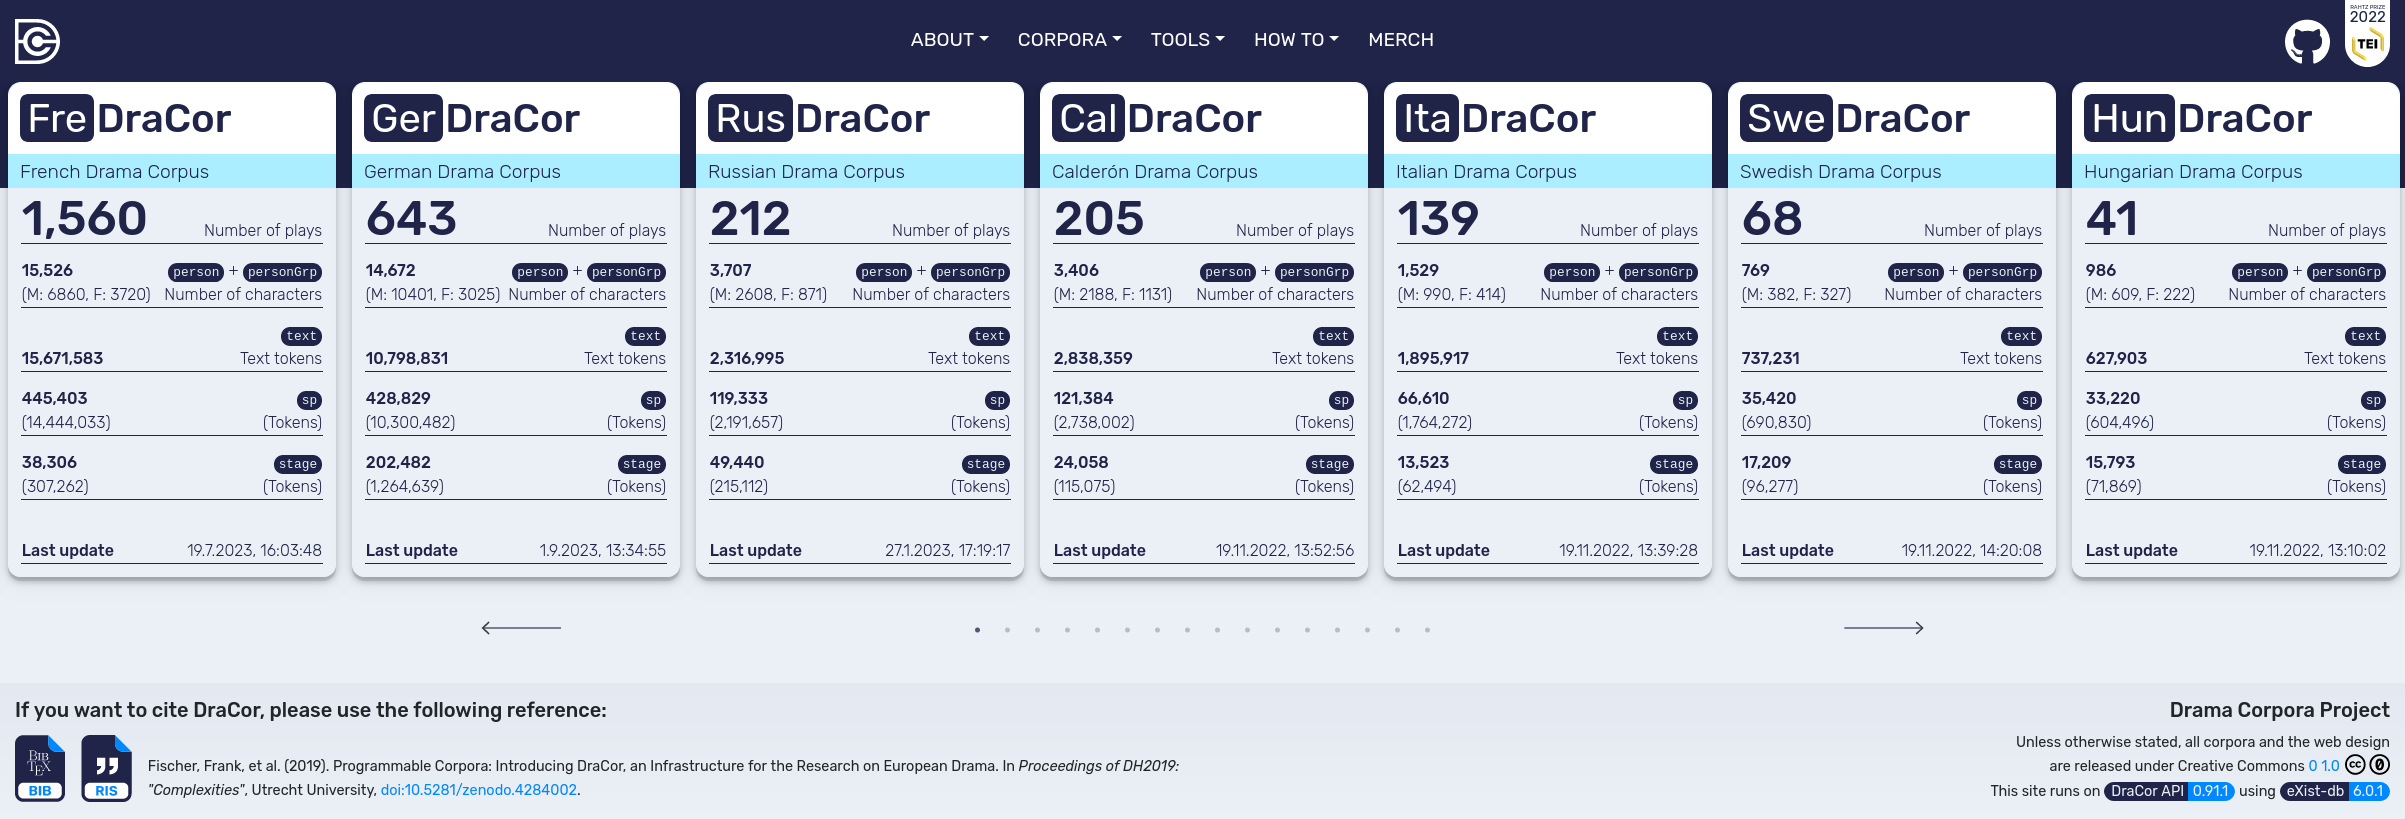 ABOUT CORPORA TOOLS HOW TO MERCH
RAHTZ PRIZE
2022
TEI
FreDraCor
French Drama Corpus
1,560 Number of plays
15,526 person + personGrp
(M: 6860, F: 3720) Number of characters
text
15,671,583 Text tokens
445,403 sp
(14,444,033) (Tokens)
38,306 stage
(307,262) (Tokens)
Last update 19.7.2023, 16:03:48
GerDraCor
German Drama Corpus
643 Number of plays
14,672 person + personGrp
(M: 10401, F: 3025) Number of characters
text
10,798,831 Text tokens
428,829 sp
(10,300,482) (Tokens)
202,482 stage
(1,264,639) (Tokens)
Last update 1.9.2023, 13:34:55
RusDraCor
Russian Drama Corpus
212 Number of plays
3,707 person + personGrp
(M: 2608, F: 871) Number of characters
text
2,316,995 Text tokens
119,333 sp
(2,191,657) (Tokens)
49,440 stage
(215,112) (Tokens)
Last update 27.1.2023, 17:19:17
CalDraCor
Calderón Drama Corpus
205 Number of plays
3,406 person + personGrp
(M: 2188, F: 1131) Number of characters
text
2,838,359 Text tokens
121,384 sp
(2,738,002) (Tokens)
24,058 stage
(115,075) (Tokens)
Last update 19.11.2022, 13:52:56
ItaDraCor
Italian Drama Corpus
139 Number of plays
1,529 person + personGrp
(M: 990, F: 414) Number of characters
text
1,895,917 Text tokens
66,610 sp
(1,764,272) (Tokens)
13,523 stage
(62,494) (Tokens)
Last update 19.11.2022, 13:39:28
SweDraCor
Swedish Drama Corpus
68 Number of plays
769 person + personGrp
(M: 382, F: 327) Number of characters
text
737,231 Text tokens
35,420 sp
(690,830) (Tokens)
17,209 stage
(96,277) (Tokens)
Last update 19.11.2022, 14:20:08
HunDraCor
Hungarian Drama Corpus
41 Number of plays
986 person + personGrp
(M: 609, F: 222) Number of characters
text
627,903 Text tokens
33,220 sp
(604,496) (Tokens)
15,793 stage
(71,869) (Tokens)
Last update 19.11.2022, 13:10:02
If you want to cite DraCor, please use the following reference:
BIBTEX
BIB
RIS
Fischer, Frank, et al. (2019). Programmable Corpora: Introducing DraCor, an Infrastructure for the Research on European Drama. In Proceedings of DH2019:
"Complexities", Utrecht University, doi:10.5281/zenodo.4284002.
Drama Corpora Project
Unless otherwise stated, all corpora and the web design
are released under Creative Commons 0 1.0 cc 0
This site runs on DraCor API 0.91.1 using eXist-db 6.0.1